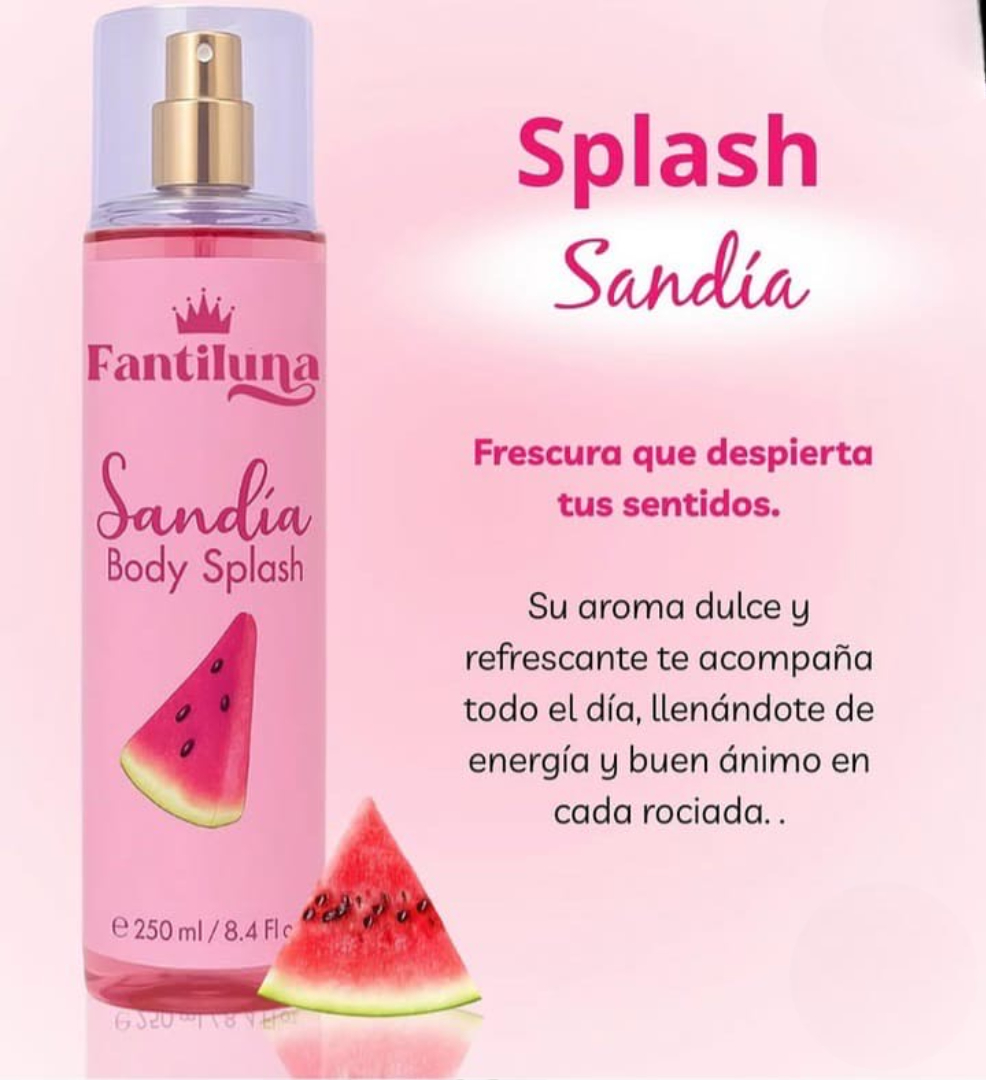 Splash
Sandía
Fantiluna
Sandía
Body Splash
e 250 ml / 8.4 Fl
Frescura que despierta
tus sentidos.
Su aroma dulce y
refrescante te acompaña
todo el día, llenándote de
energía y buen ánimo en
cada rociada. .